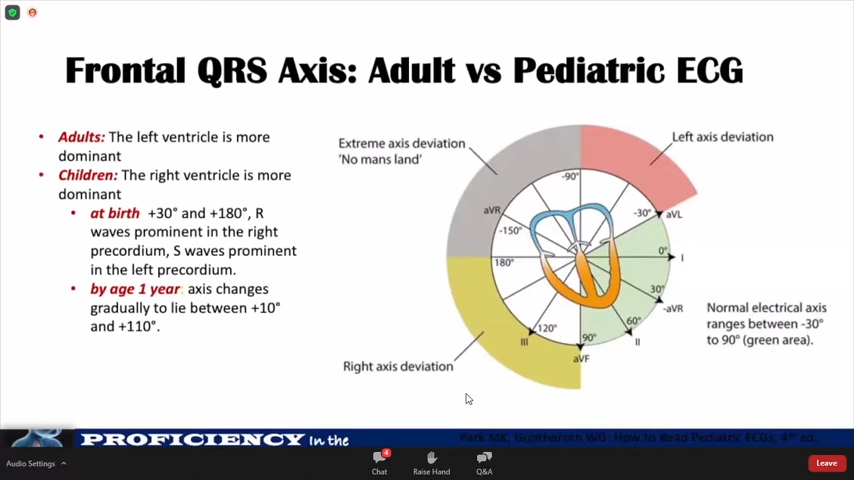 Frontal QRS Axis: Adult vs Pediatric ECG
• Adults: The left ventricle is more
dominant
• Children: The right ventricle is more
dominant
• at birth +30° and +180°, R
waves prominent in the right
precordium, S waves prominent
in the left precordium.
• by age 1 year: axis changes
gradually to lie between +10°
and +110°.
Extreme axis deviation
'No mans land'
Left axis deviation
-90°
aVR
-150°
-30°
aVL
180°
0°
I
30°
-aVR
120°
60°
III
90°
II
aVF
Right axis deviation
Normal electrical axis
ranges between -30°
to 90° (green area).
PROFICIENCY In the
Park MK, Guntheroth WG: How to Read Pediatric ECGs, 4th ed.
Audio Settings
4
Chat
Raise Hand
Q&A
Leave